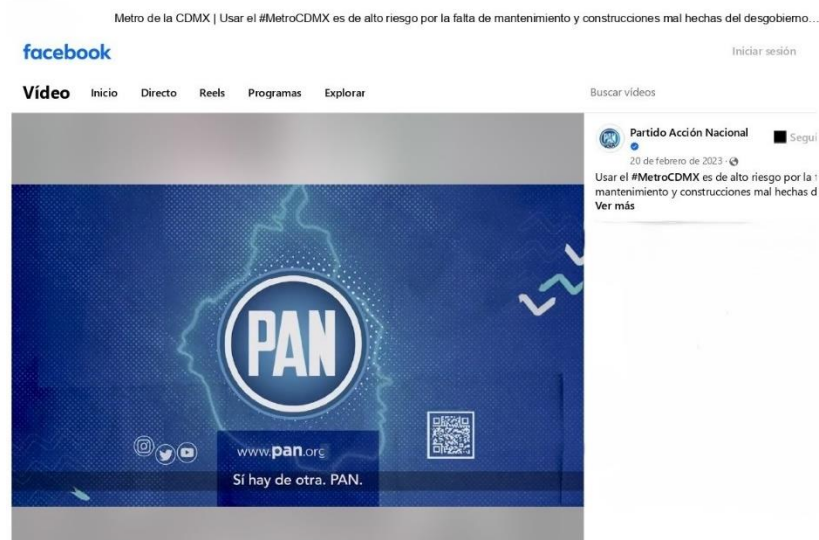 Metro de la CDMX | Usar el #MetroCDMX es de alto riesgo por la falta de mantenimiento y construcciones mal hechas del desgobierno...
facebook
Iniciar sesión
Vídeo Inicio Directo Reels Programas Explorar
Buscar vídeos
Partido Acción Nacional
Segui
20 de febrero de 2023 ·
Usar el #MetroCDMX es de alto riesgo por la
mantenimiento y construcciones mal hechas d
Ver más
PAN
www.pan.org
Sí hay de otra. PAN.